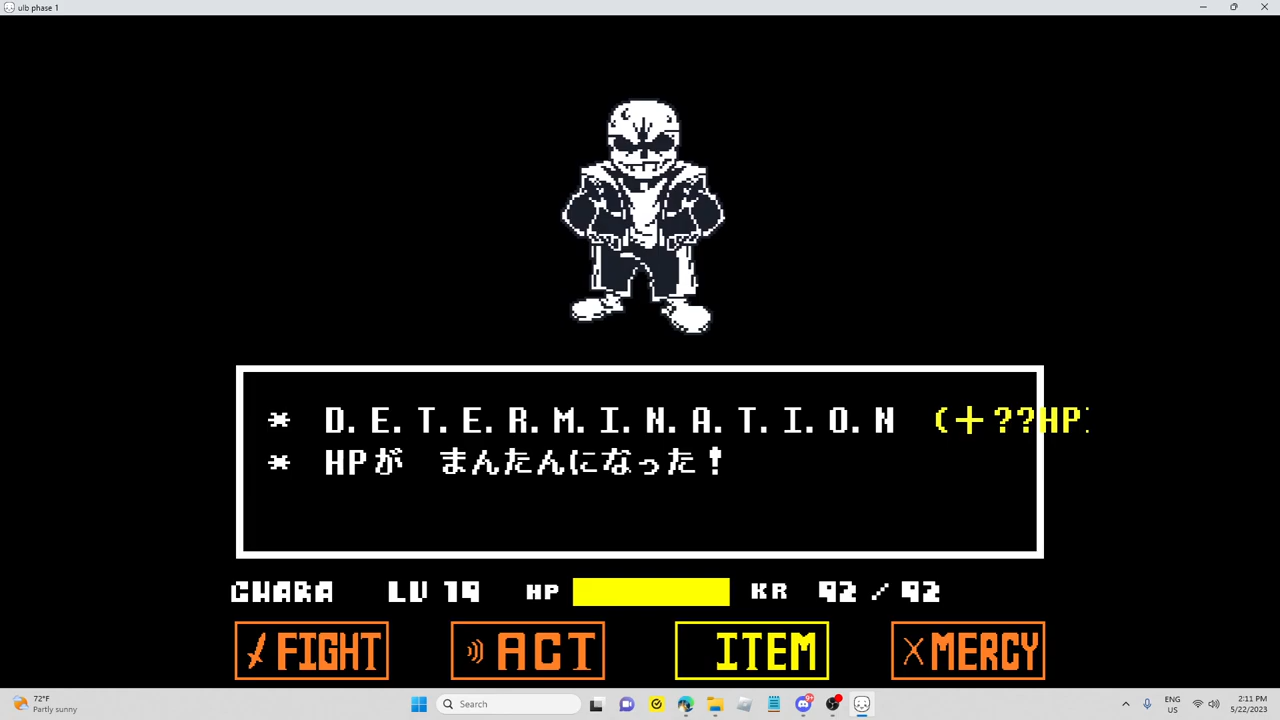 ulb phase 1
* D.E.T.E.R.M.I.N.A.T.I.O.N (+??HP)
* HPが まんたんになった!
CHARA LV 19 HP KR 92 / 92
FIGHT ACT ITEM MERCY
72°F
Partly sunny
Search
9+
ENG
US
2:11 PM
5/22/2023